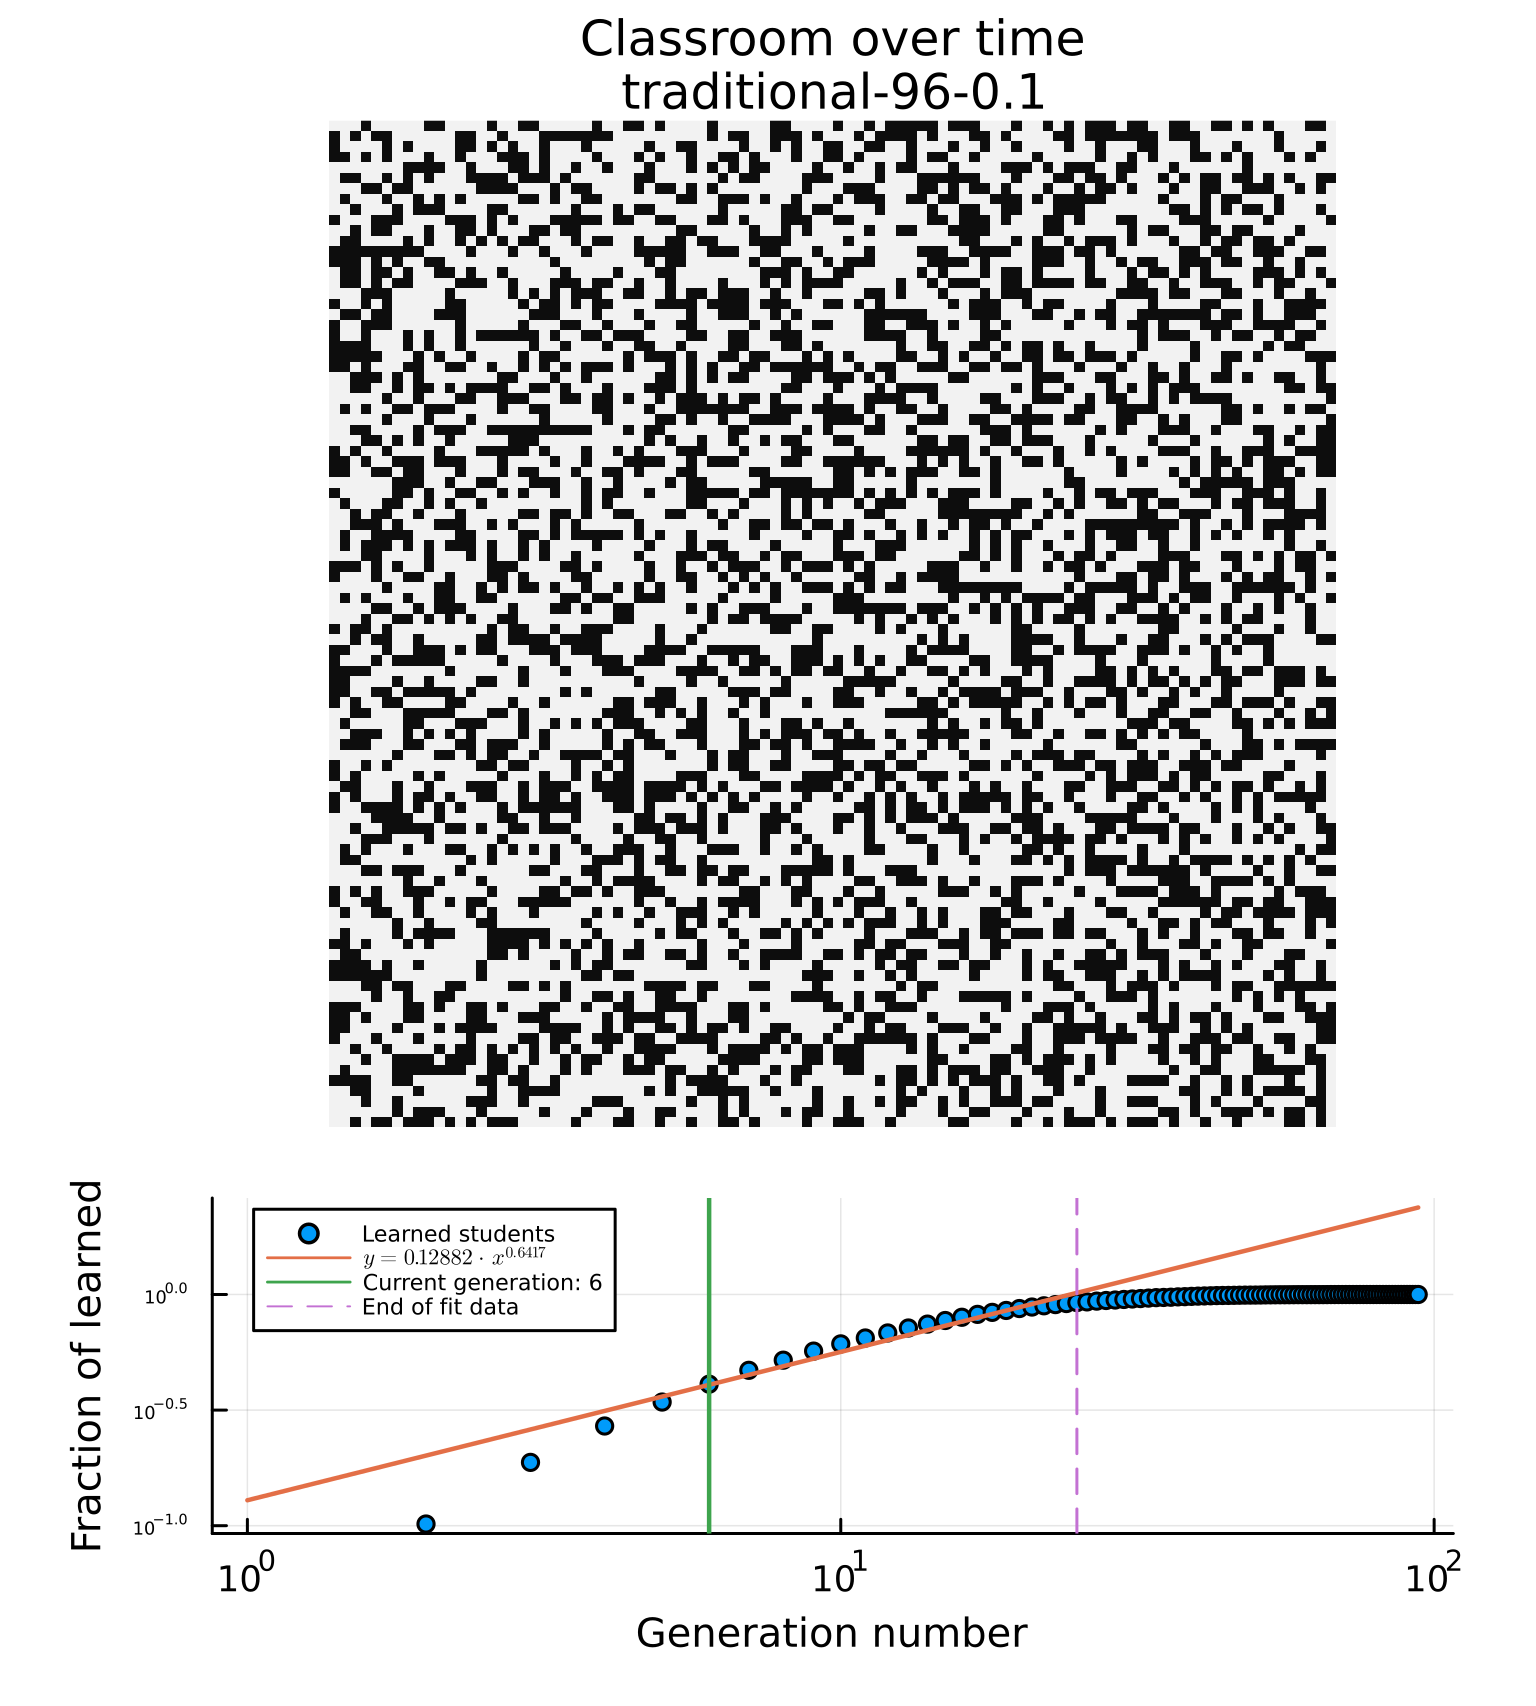 Classroom over time
traditional-96-0.1
Fraction of learned
Learned students
y = 0.12882 · x^0.6417
Current generation: 6
End of fit data
10^0.0
10^−0.5
10^−1.0
10^0 10^1 10^2
Generation number